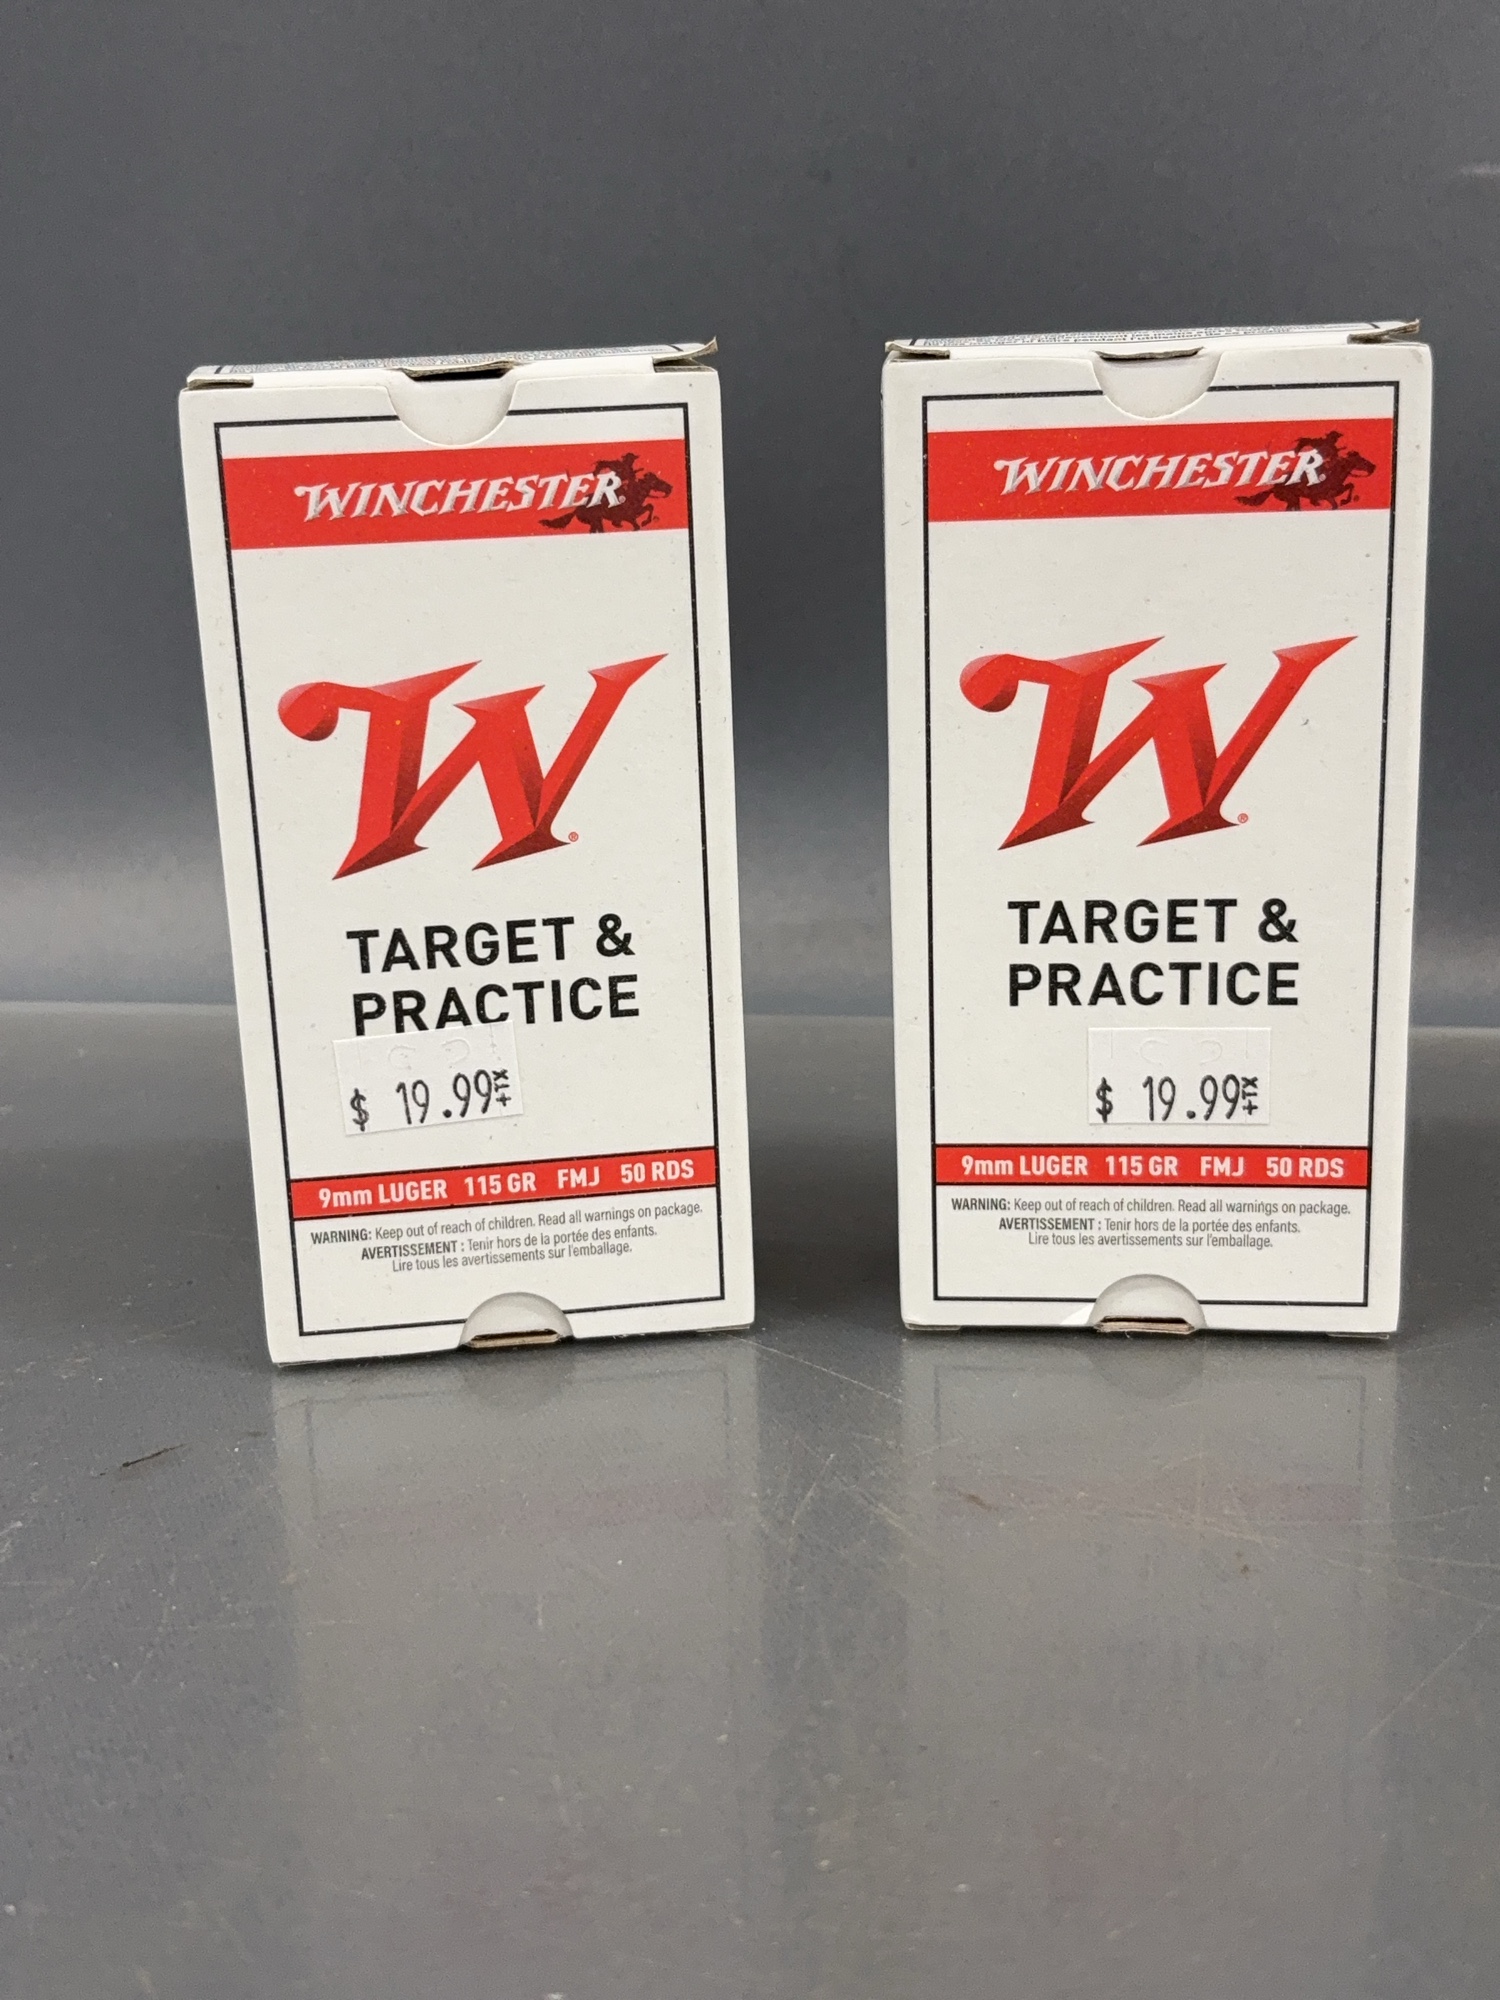 WINCHESTER
W®
TARGET &
PRACTICE
$ 19.99+TX
9mm LUGER 115 GR FMJ 50 RDS
WARNING: Keep out of reach of children. Read all warnings on package.
AVERTISSEMENT : Tenir hors de la portée des enfants.
Lire tous les avertissements sur l'emballage.
WINCHESTER
W®
TARGET &
PRACTICE
$ 19.99+TX
9mm LUGER 115 GR FMJ 50 RDS
WARNING: Keep out of reach of children. Read all warnings on package.
AVERTISSEMENT : Tenir hors de la portée des enfants.
Lire tous les avertissements sur l'emballage.